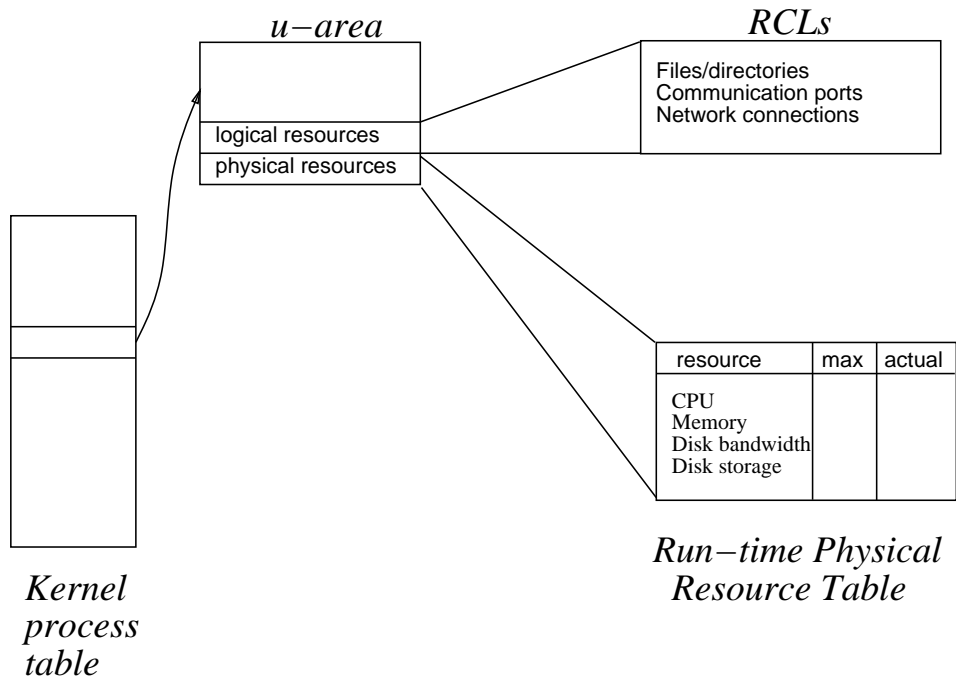 u−area
RCLs
Files/directories
Communication ports
Network connections
logical resources
physical resources
resource max actual
CPU
Memory
Disk bandwidth
Disk storage
Run−time Physical
Resource Table
Kernel
process
table